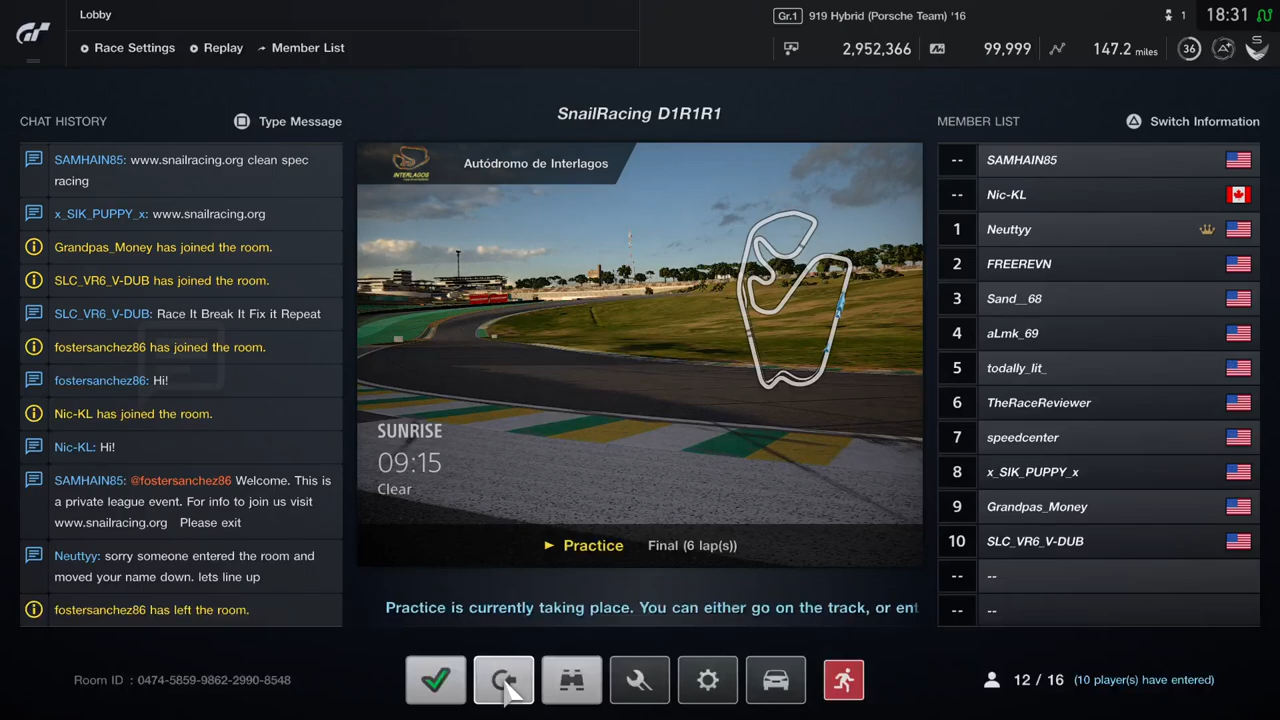 Lobby
Gr.1 919 Hybrid (Porsche Team) '16
1 18:31
Race Settings Replay Member List
2,952,366 99,999 147.2 miles 36 A+ S
SnailRacing D1R1R1
CHAT HISTORY Type Message
MEMBER LIST Switch Information
SAMHAIN85: www.snailracing.org clean spec
racing
x_SIK_PUPPY_x: www.snailracing.org
Grandpas_Money has joined the room.
SLC_VR6_V-DUB has joined the room.
SLC_VR6_V-DUB: Race It Break It Fix it Repeat
fostersanchez86 has joined the room.
fostersanchez86: Hi!
Nic-KL has joined the room.
Nic-KL: Hi!
SAMHAIN85: @fostersanchez86 Welcome. This is
a private league event. For info to join us visit
www.snailracing.org Please exit
Neuttyy: sorry someone entered the room and
moved your name down. lets line up
fostersanchez86 has left the room.
INTERLAGOS
Autódromo de Interlagos
SUNRISE
09:15
Clear
Practice Final (6 lap(s))
Practice is currently taking place. You can either go on the track, or ent
-- SAMHAIN85
-- Nic-KL
1 Neuttyy
2 FREEREVN
3 Sand__68
4 aLmk_69
5 todally_lit_
6 TheRaceReviewer
7 speedcenter
8 x_SIK_PUPPY_x
9 Grandpas_Money
10 SLC_VR6_V-DUB
-- --
-- --
Room ID : 0474-5859-9862-2990-8548
12 / 16 (10 player(s) have entered)